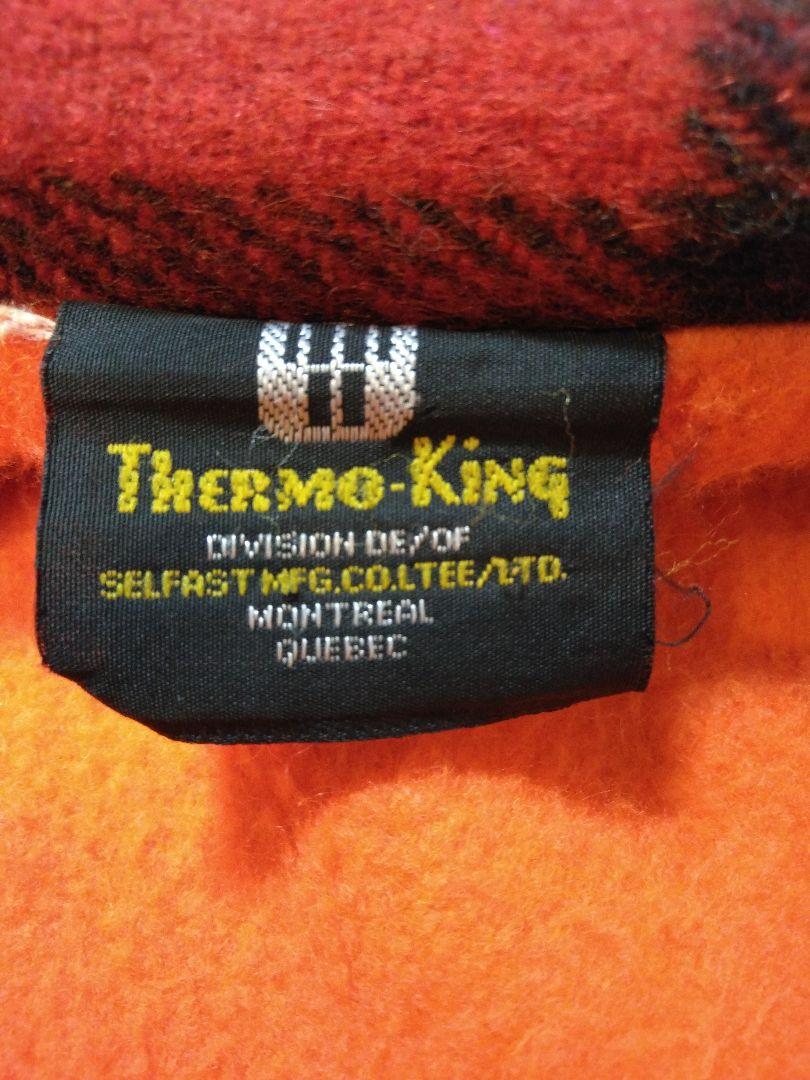 THERMO-KING
DIVISION DE/OF
SELFAST MFG.CO.LTEE/LTD.
MONTREAL
QUEBEC